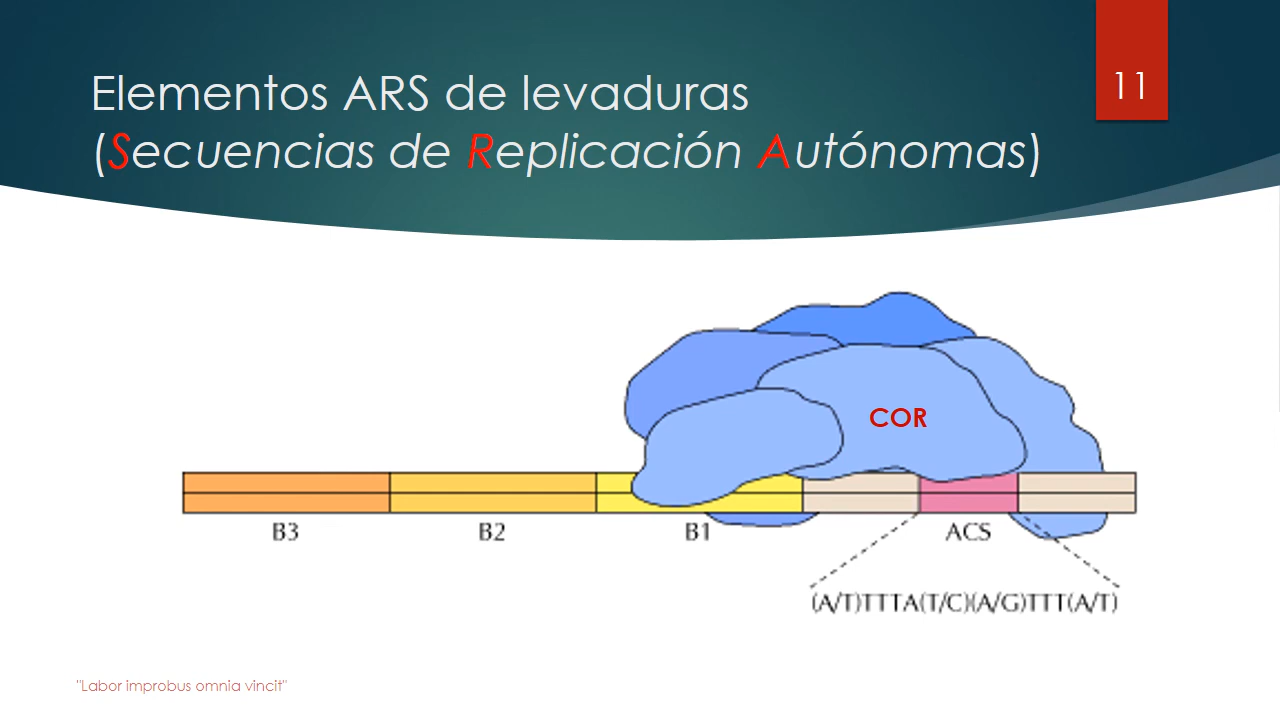 Elementos ARS de levaduras
(Secuencias de Replicación Autónomas)
11
COR
B3 B2 B1 ACS
(A/T)TTTA(T/C)(A/G)TTT(A/T)
"Labor improbus omnia vincit"